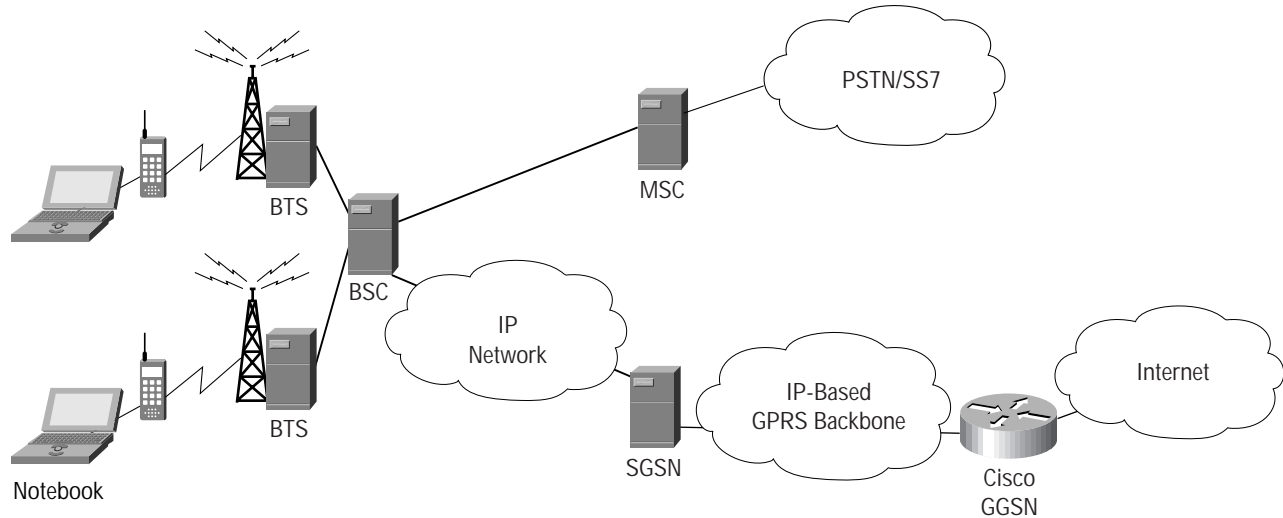 PSTN/SS7
MSC
BTS
BSC
IP
Network
BTS
Notebook
SGSN
IP-Based
GPRS Backbone
Cisco
GGSN
Internet